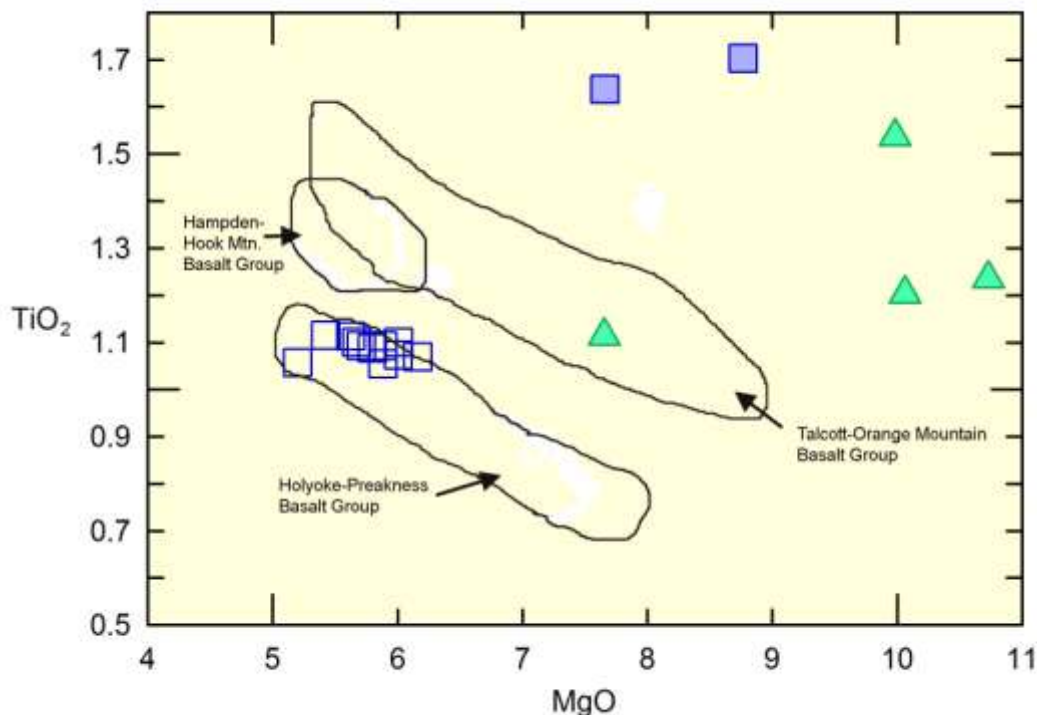 1.7
1.5
1.3
1.1
0.9
0.7
0.5
TiO₂
Hampden-
Hook Mtn.
Basalt Group
Talcott-Orange Mountain
Basalt Group
Holyoke-Preakness
Basalt Group
4 5 6 7 8 9 10 11
MgO